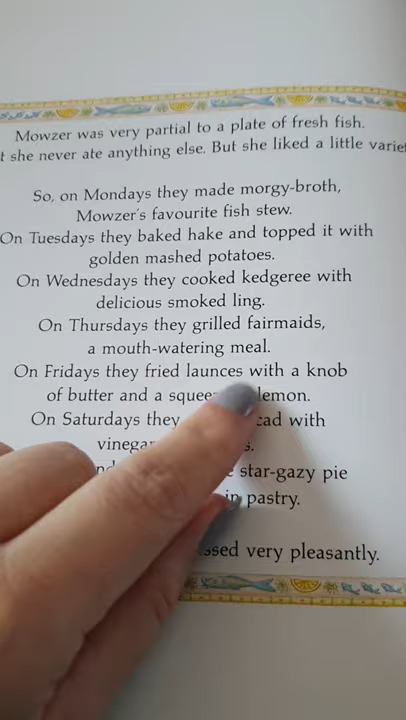 Mowzer was very partial to a plate of fresh fish.
t she never ate anything else. But she liked a little varie
So, on Mondays they made morgy-broth,
Mowzer's favourite fish stew.
On Tuesdays they baked hake and topped it with
golden mashed potatoes.
On Wednesdays they cooked kedgeree with
delicious smoked ling.
On Thursdays they grilled fairmaids,
a mouth-watering meal.
On Fridays they fried launces with a knob
of butter and a squee lemon.
On Saturdays they ad with
vinegar s.
star-gazy pie
in pastry.
ssed very pleasantly.